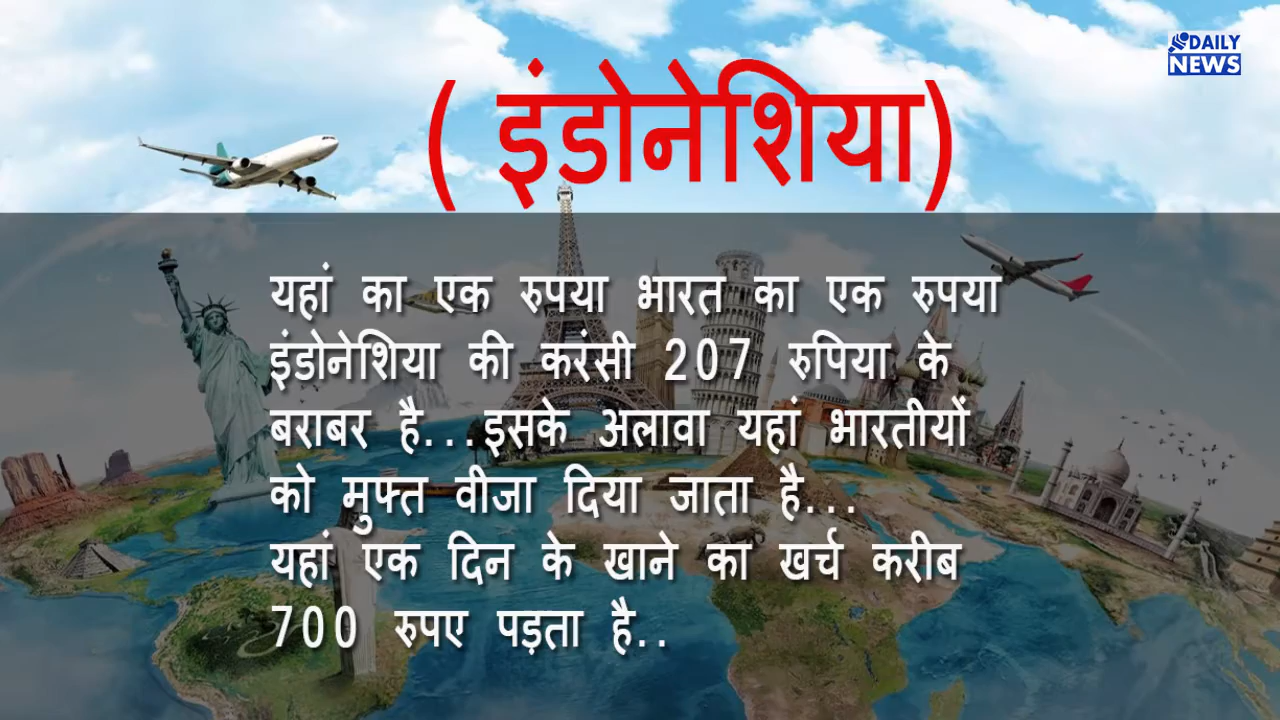 DAILY
NEWS
( इंडोनेशिया)
यहां का एक रुपया भारत का एक रुपया
इंडोनेशिया की करंसी 207 रुपिया के
बराबर है...इसके अलावा यहां भारतीयों
को मुफ्त वीजा दिया जाता है...
यहां एक दिन के खाने का खर्च करीब
700 रुपए पड़ता है..